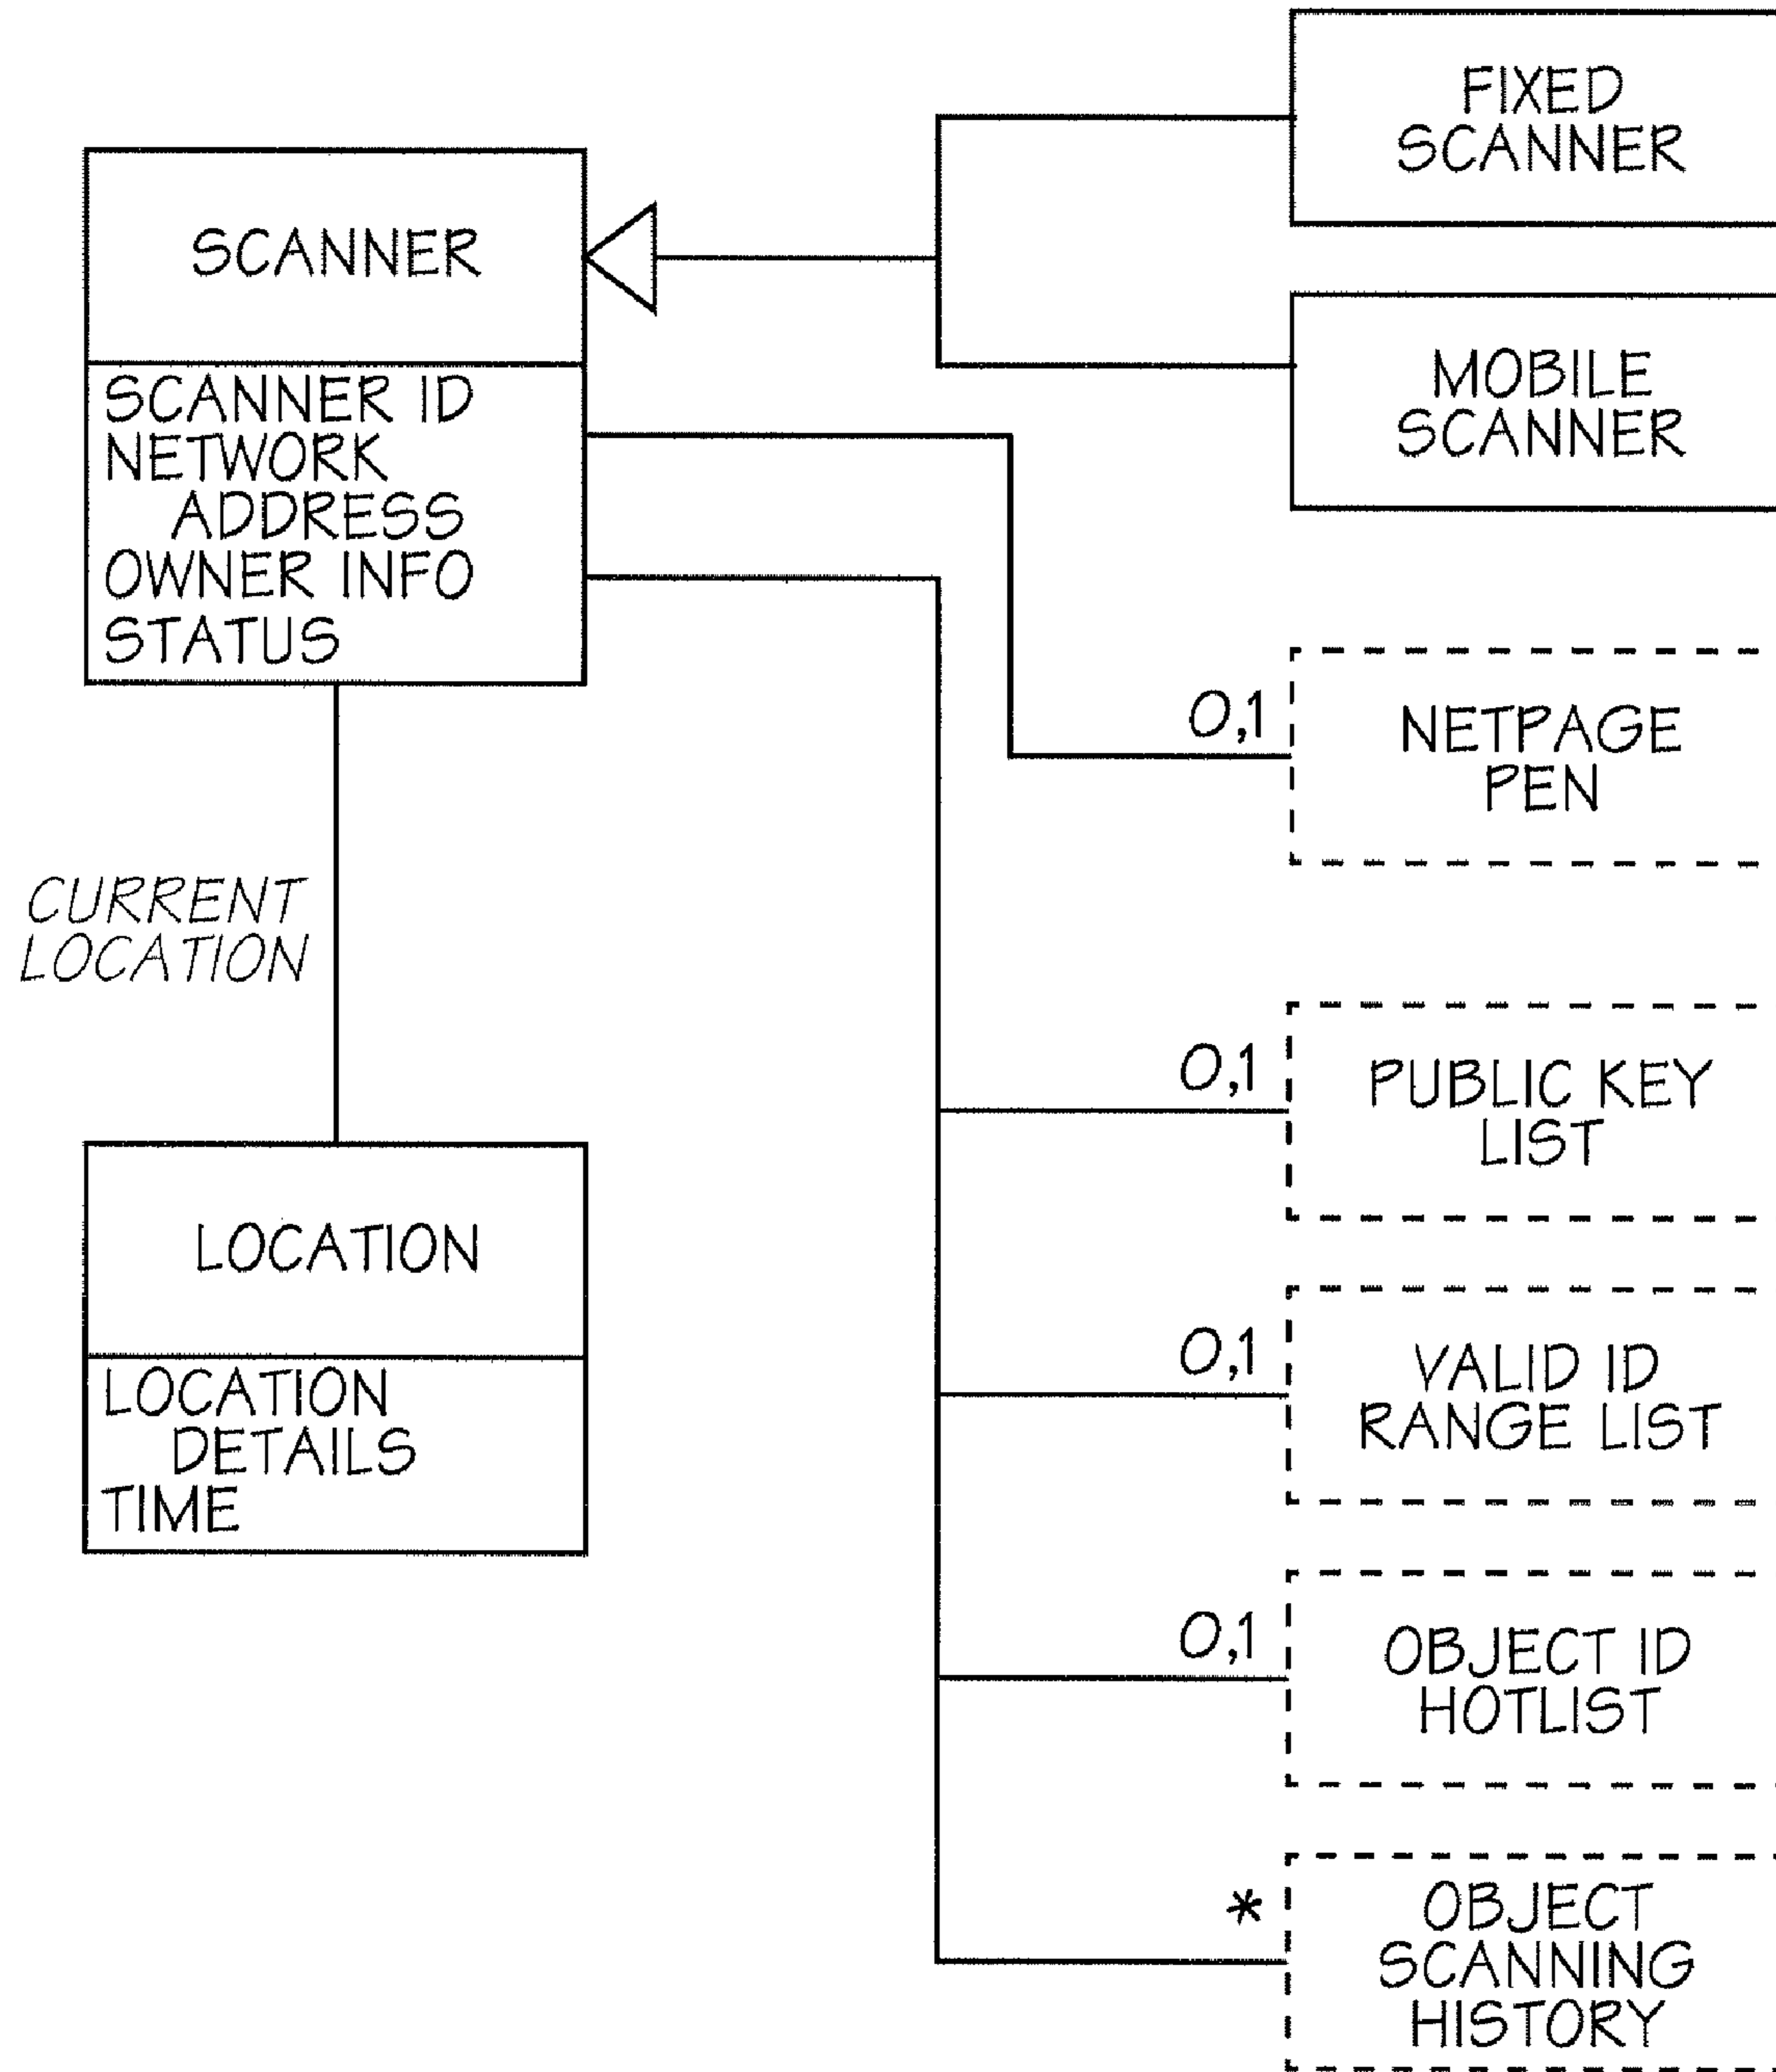 FIXED
SCANNER
SCANNER
MOBILE
SCANNER
SCANNER ID
NETWORK
ADDRESS
OWNER INFO
STATUS
0,1
NETPAGE
PEN
CURRENT
LOCATION
0,1
PUBLIC KEY
LIST
LOCATION
0,1
VALID ID
RANGE LIST
LOCATION
DETAILS
TIME
0,1
OBJECT ID
HOTLIST
*
OBJECT
SCANNING
HISTORY